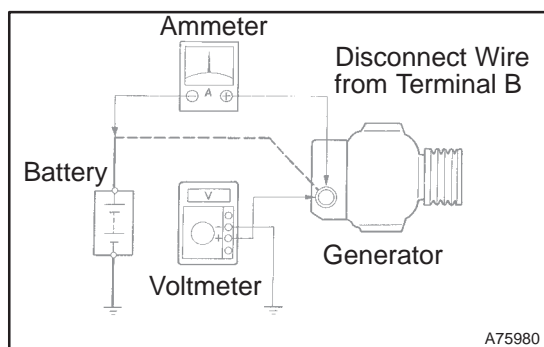 Ammeter
Disconnect Wire
from Terminal B
− A +
Battery
V
+
Voltmeter
Generator
A75980